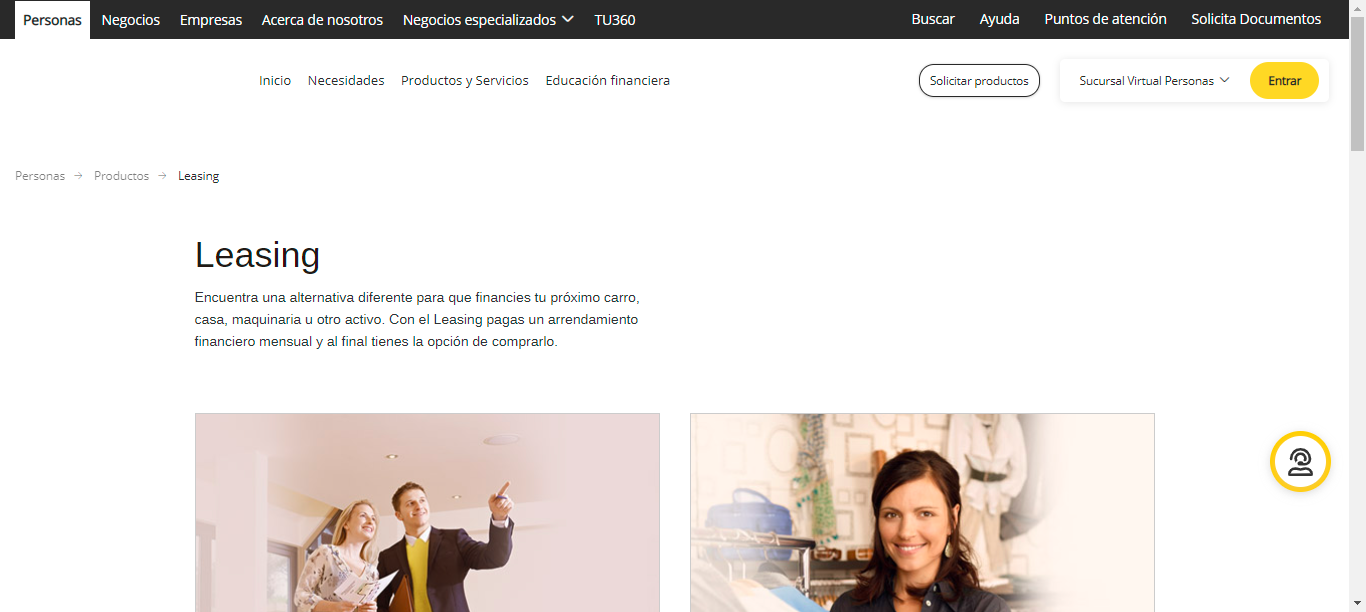 Personas Negocios Empresas Acerca de nosotros Negocios especializados TU360 Buscar Ayuda Puntos de atención Solicita Documentos
Inicio Necesidades Productos y Servicios Educación financiera Solicitar productos Sucursal Virtual Personas Entrar
Personas Productos Leasing
Leasing
Encuentra una alternativa diferente para que financies tu próximo carro,
casa, maquinaria u otro activo. Con el Leasing pagas un arrendamiento
financiero mensual y al final tienes la opción de comprarlo.